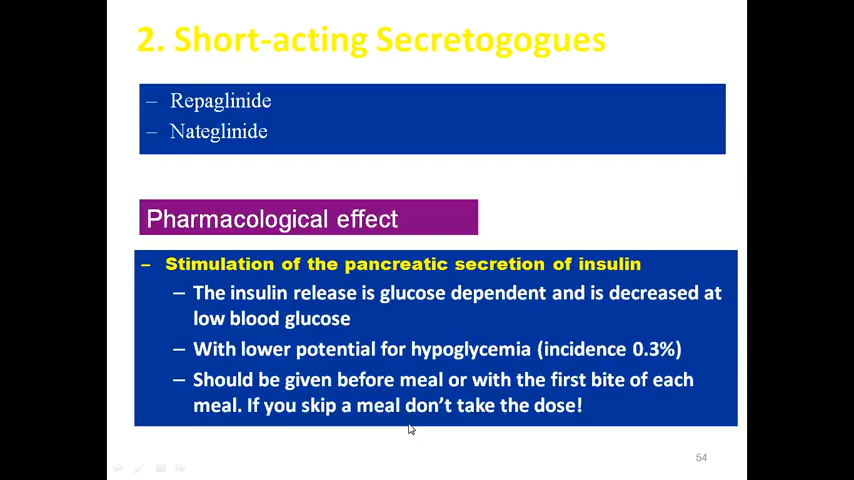 2. Short-acting Secretogogues
– Repaglinide
– Nateglinide
Pharmacological effect
– Stimulation of the pancreatic secretion of insulin
– The insulin release is glucose dependent and is decreased at
low blood glucose
– With lower potential for hypoglycemia (incidence 0.3%)
– Should be given before meal or with the first bite of each
meal. If you skip a meal don't take the dose!
54